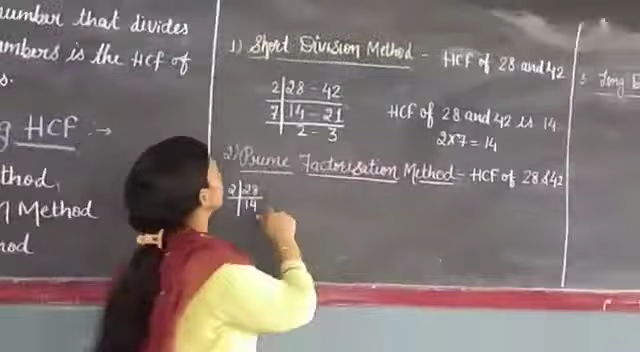 number that divides
numbers is the HCF of
s.
g HCF :→
thod,
n Method
hod
1) Short Division Method - HCF of 28 and 42
2 | 28 - 42
7 | 14 - 21
2 - 3
HCF of 28 and 42 is 14
2×7 = 14
2) Prime Factorisation Method - HCF of 28 & 42
2 | 28
14
3. Long